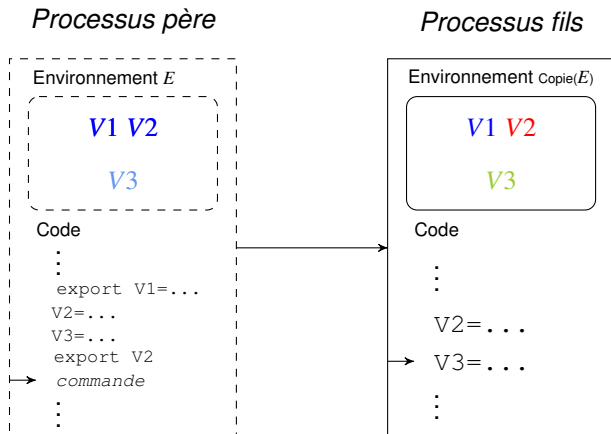 Processus père
Environnement E
V1 V2
V3
Code
⋮
export V1=...
V2=...
V3=...
export V2
commande
⋮
Processus fils
Environnement Copie(E)
V1 V2
V3
Code
⋮
V2=...
V3=...
⋮